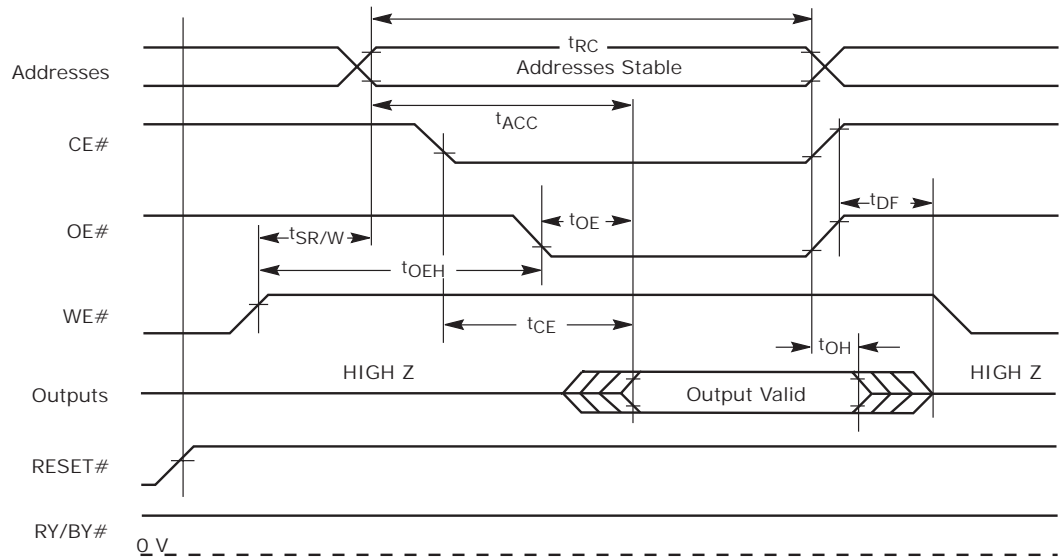 tRC
Addresses
Addresses Stable
tACC
CE#
tDF
OE#
tOE
tSR/W
tOEH
WE#
tCE
tOH
HIGH Z
HIGH Z
Outputs
Output Valid
RESET#
RY/BY#
0 V